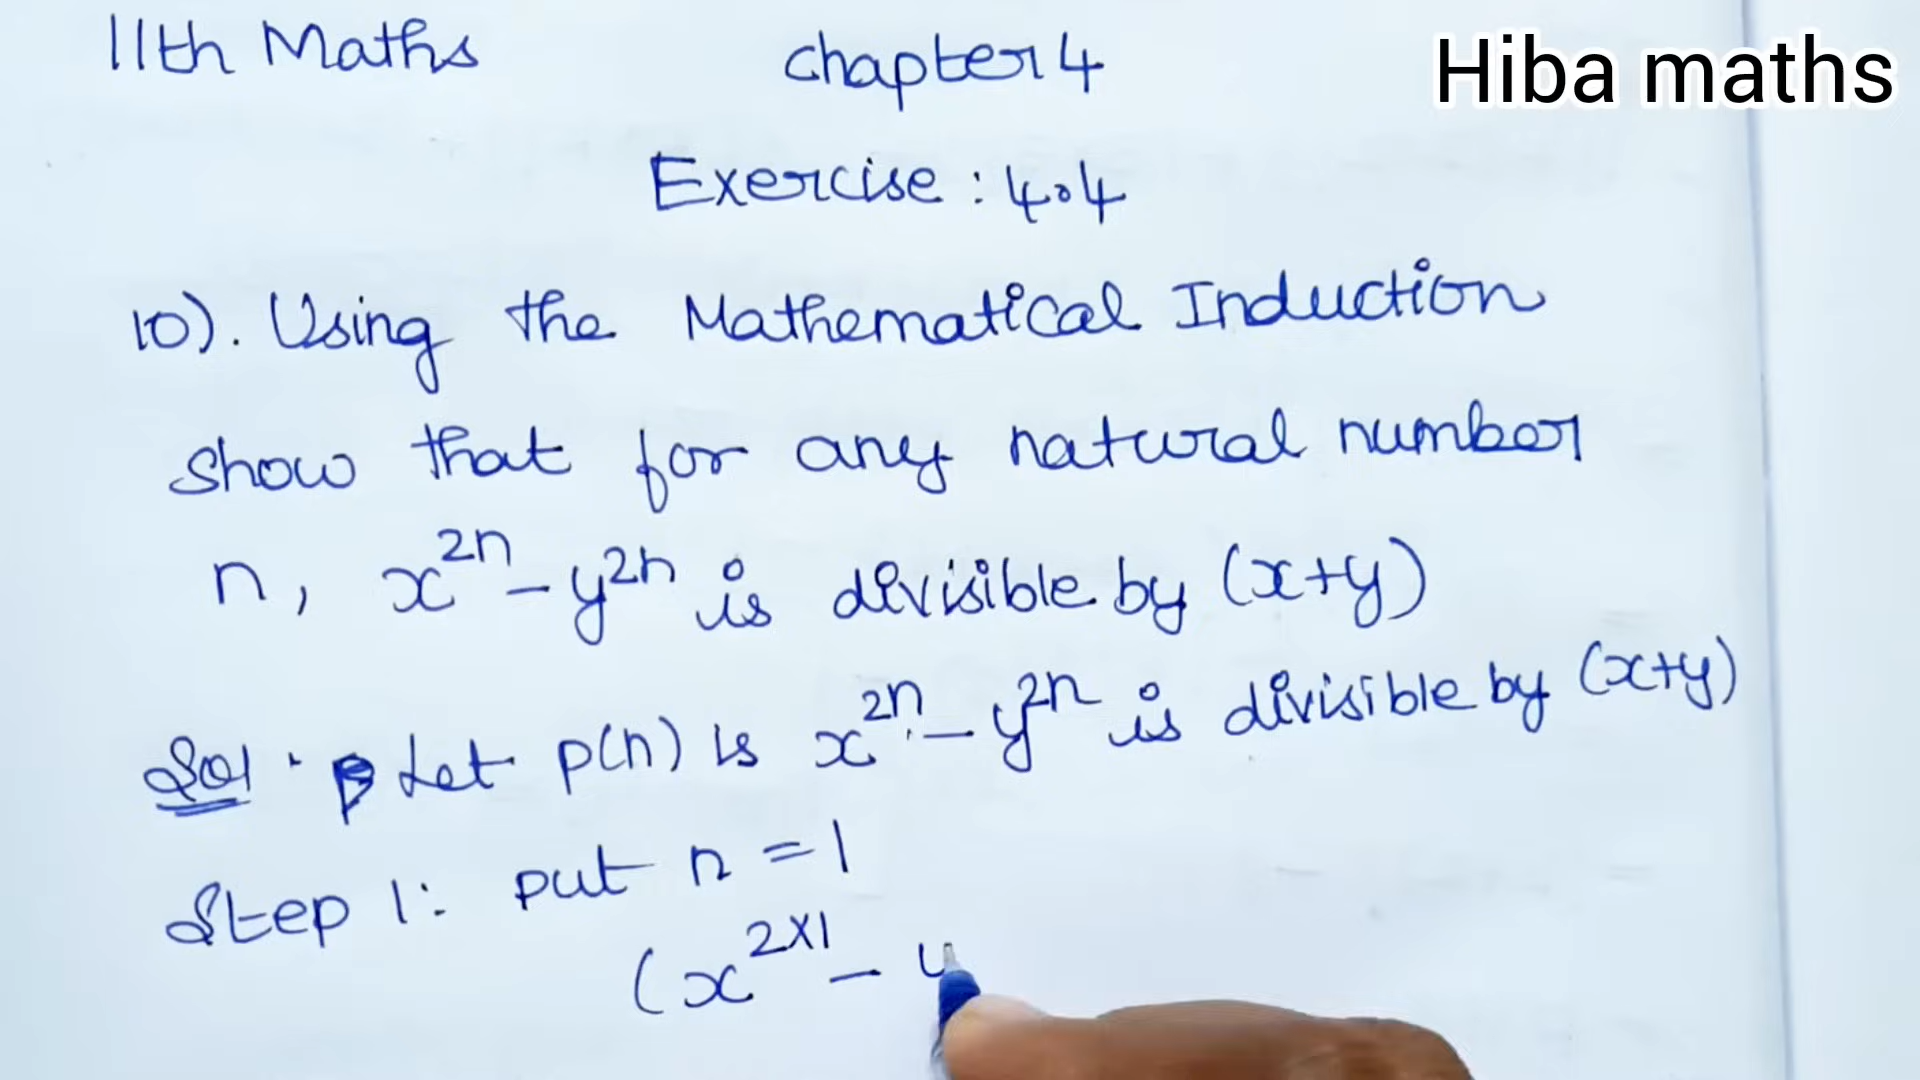 11th Maths chapter 4 Hiba maths
Exercise : 4.4
10). Using the Mathematical Induction
show that for any natural number
n, x^2n - y^2n is divisible by (x+y)
Sol . Let p(n) is x^2n - y^2n is divisible by (x+y)
Step 1: put n = 1
(x^2×1 - y